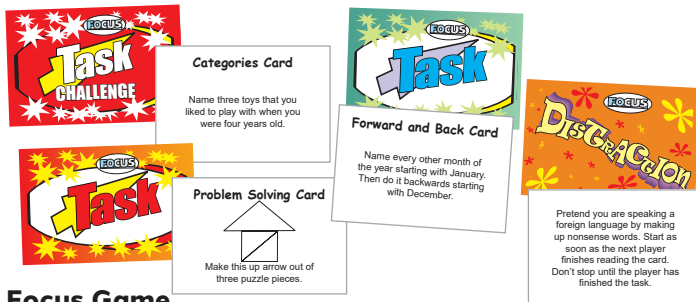 FOCUS
Task
CHALLENGE
Categories Card
Name three toys that you
liked to play with when you
were four years old.
FOCUS
Task
Forward and Back Card
Name every other month of
the year starting with January.
Then do it backwards starting
with December.
FOCUS
DISTRACTION
Pretend you are speaking a
foreign language by making
up nonsense words. Start as
soon as the next player
finishes reading the card.
Don't stop until the player has
finished the task.
FOCUS
Task
Problem Solving Card
Make this up arrow out of
three puzzle pieces.
Focus Game